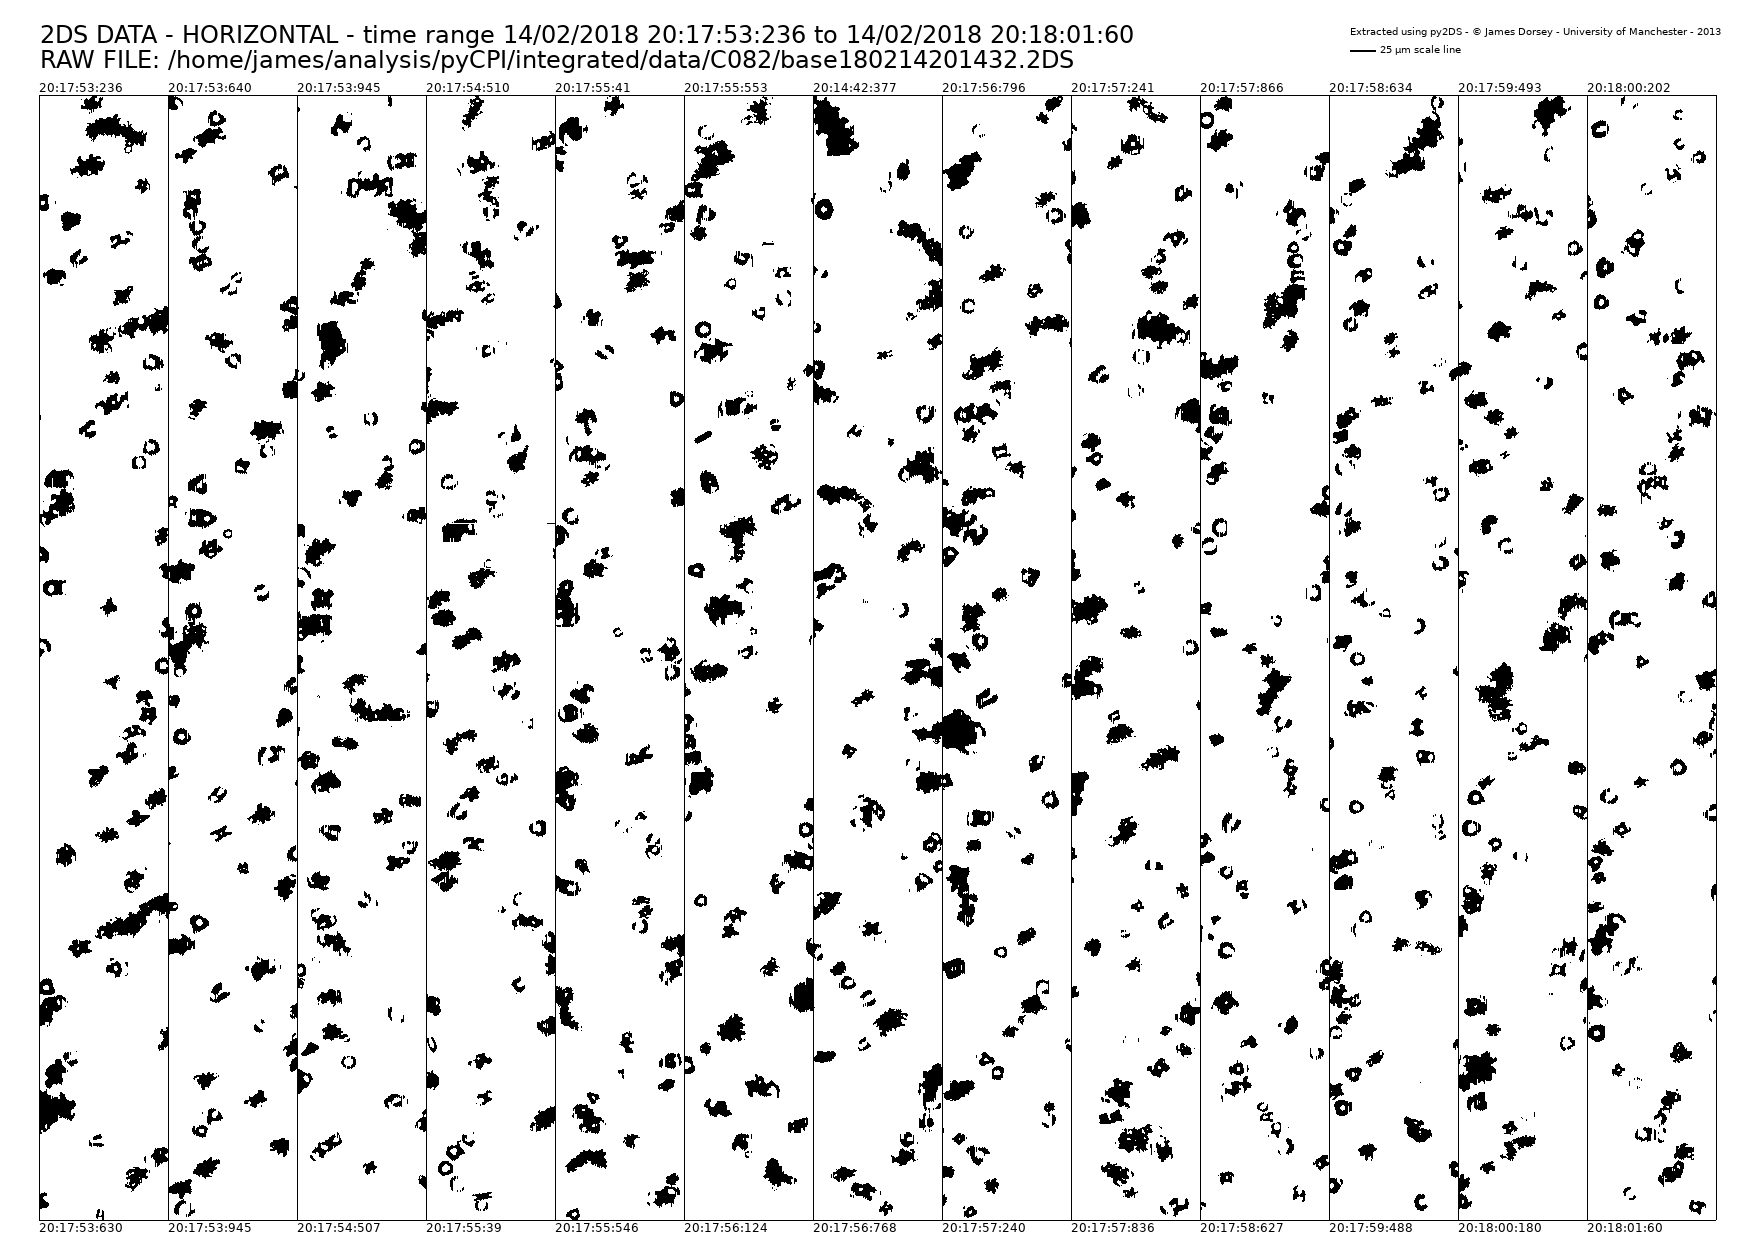 2DS DATA - HORIZONTAL - time range 14/02/2018 20:17:53:236 to 14/02/2018 20:18:01:60
RAW FILE: /home/james/analysis/pyCPI/integrated/data/C082/base180214201432.2DS
Extracted using py2DS - © James Dorsey - University of Manchester - 2013
25 µm scale line
20:17:53:236 20:17:53:640 20:17:53:945 20:17:54:510 20:17:55:41 20:17:55:553 20:14:42:377 20:17:56:796 20:17:57:241 20:17:57:866 20:17:58:634 20:17:59:493 20:18:00:202
20:17:53:630 20:17:53:945 20:17:54:507 20:17:55:39 20:17:55:546 20:17:56:124 20:17:56:768 20:17:57:240 20:17:57:836 20:17:58:627 20:17:59:488 20:18:00:180 20:18:01:60